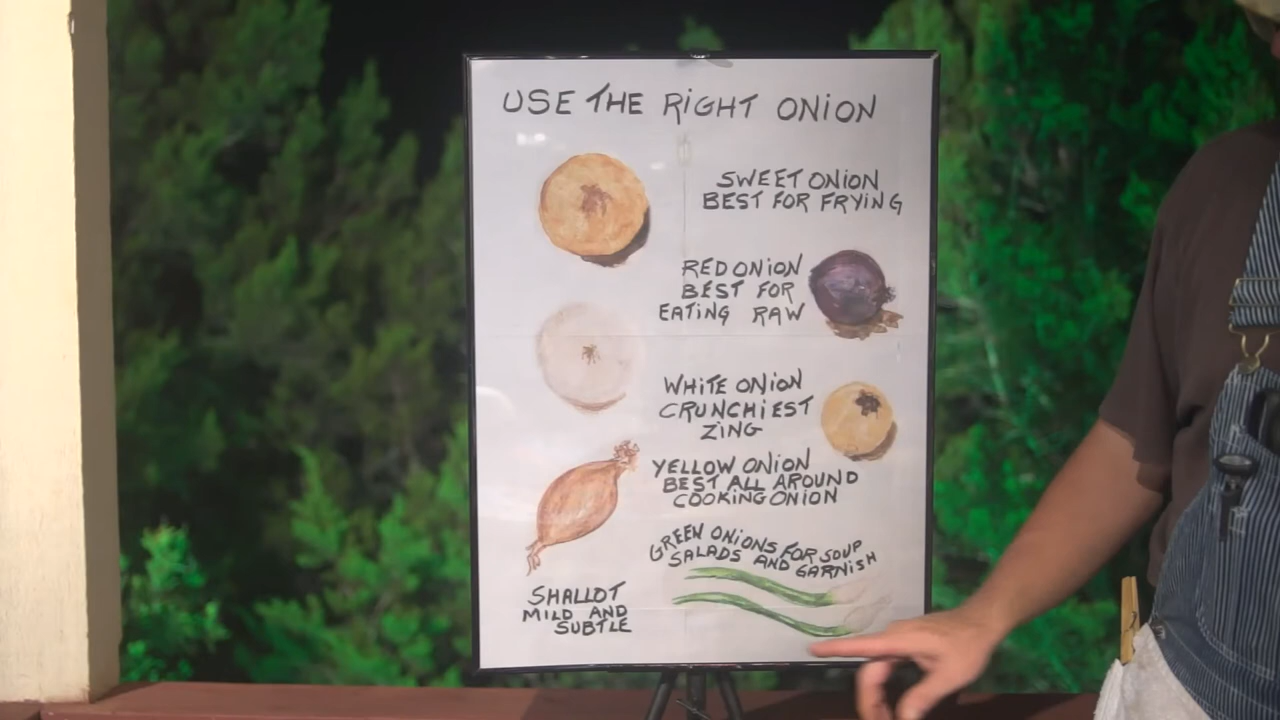 USE THE RIGHT ONION
SWEET ONION
BEST FOR FRYING
RED ONION
BEST FOR
EATING RAW
WHITE ONION
CRUNCHIEST
ZING
YELLOW ONION
BEST ALL AROUND
COOKING ONION
GREEN ONIONS FOR SOUP
SALADS AND GARNISH
SHALLOT
MILD AND
SUBTLE